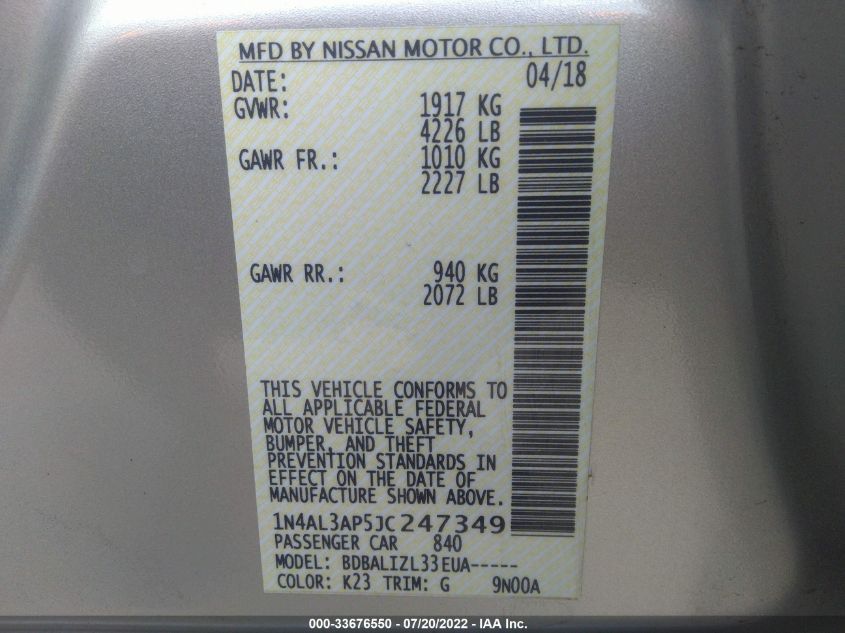 MFD BY NISSAN MOTOR CO., LTD.
DATE: 04/18
GVWR: 1917 KG
4226 LB
GAWR FR.: 1010 KG
2227 LB
GAWR RR.: 940 KG
2072 LB
THIS VEHICLE CONFORMS TO
ALL APPLICABLE FEDERAL
MOTOR VEHICLE SAFETY,
BUMPER, AND THEFT
PREVENTION STANDARDS IN
EFFECT ON THE DATE OF
MANUFACTURE SHOWN ABOVE.
1N4AL3AP5JC247349
PASSENGER CAR 840
MODEL: BDBALIZL33EUA-----
COLOR: K23 TRIM: G 9N00A
000-33676550 - 07/20/2022 - IAA Inc.